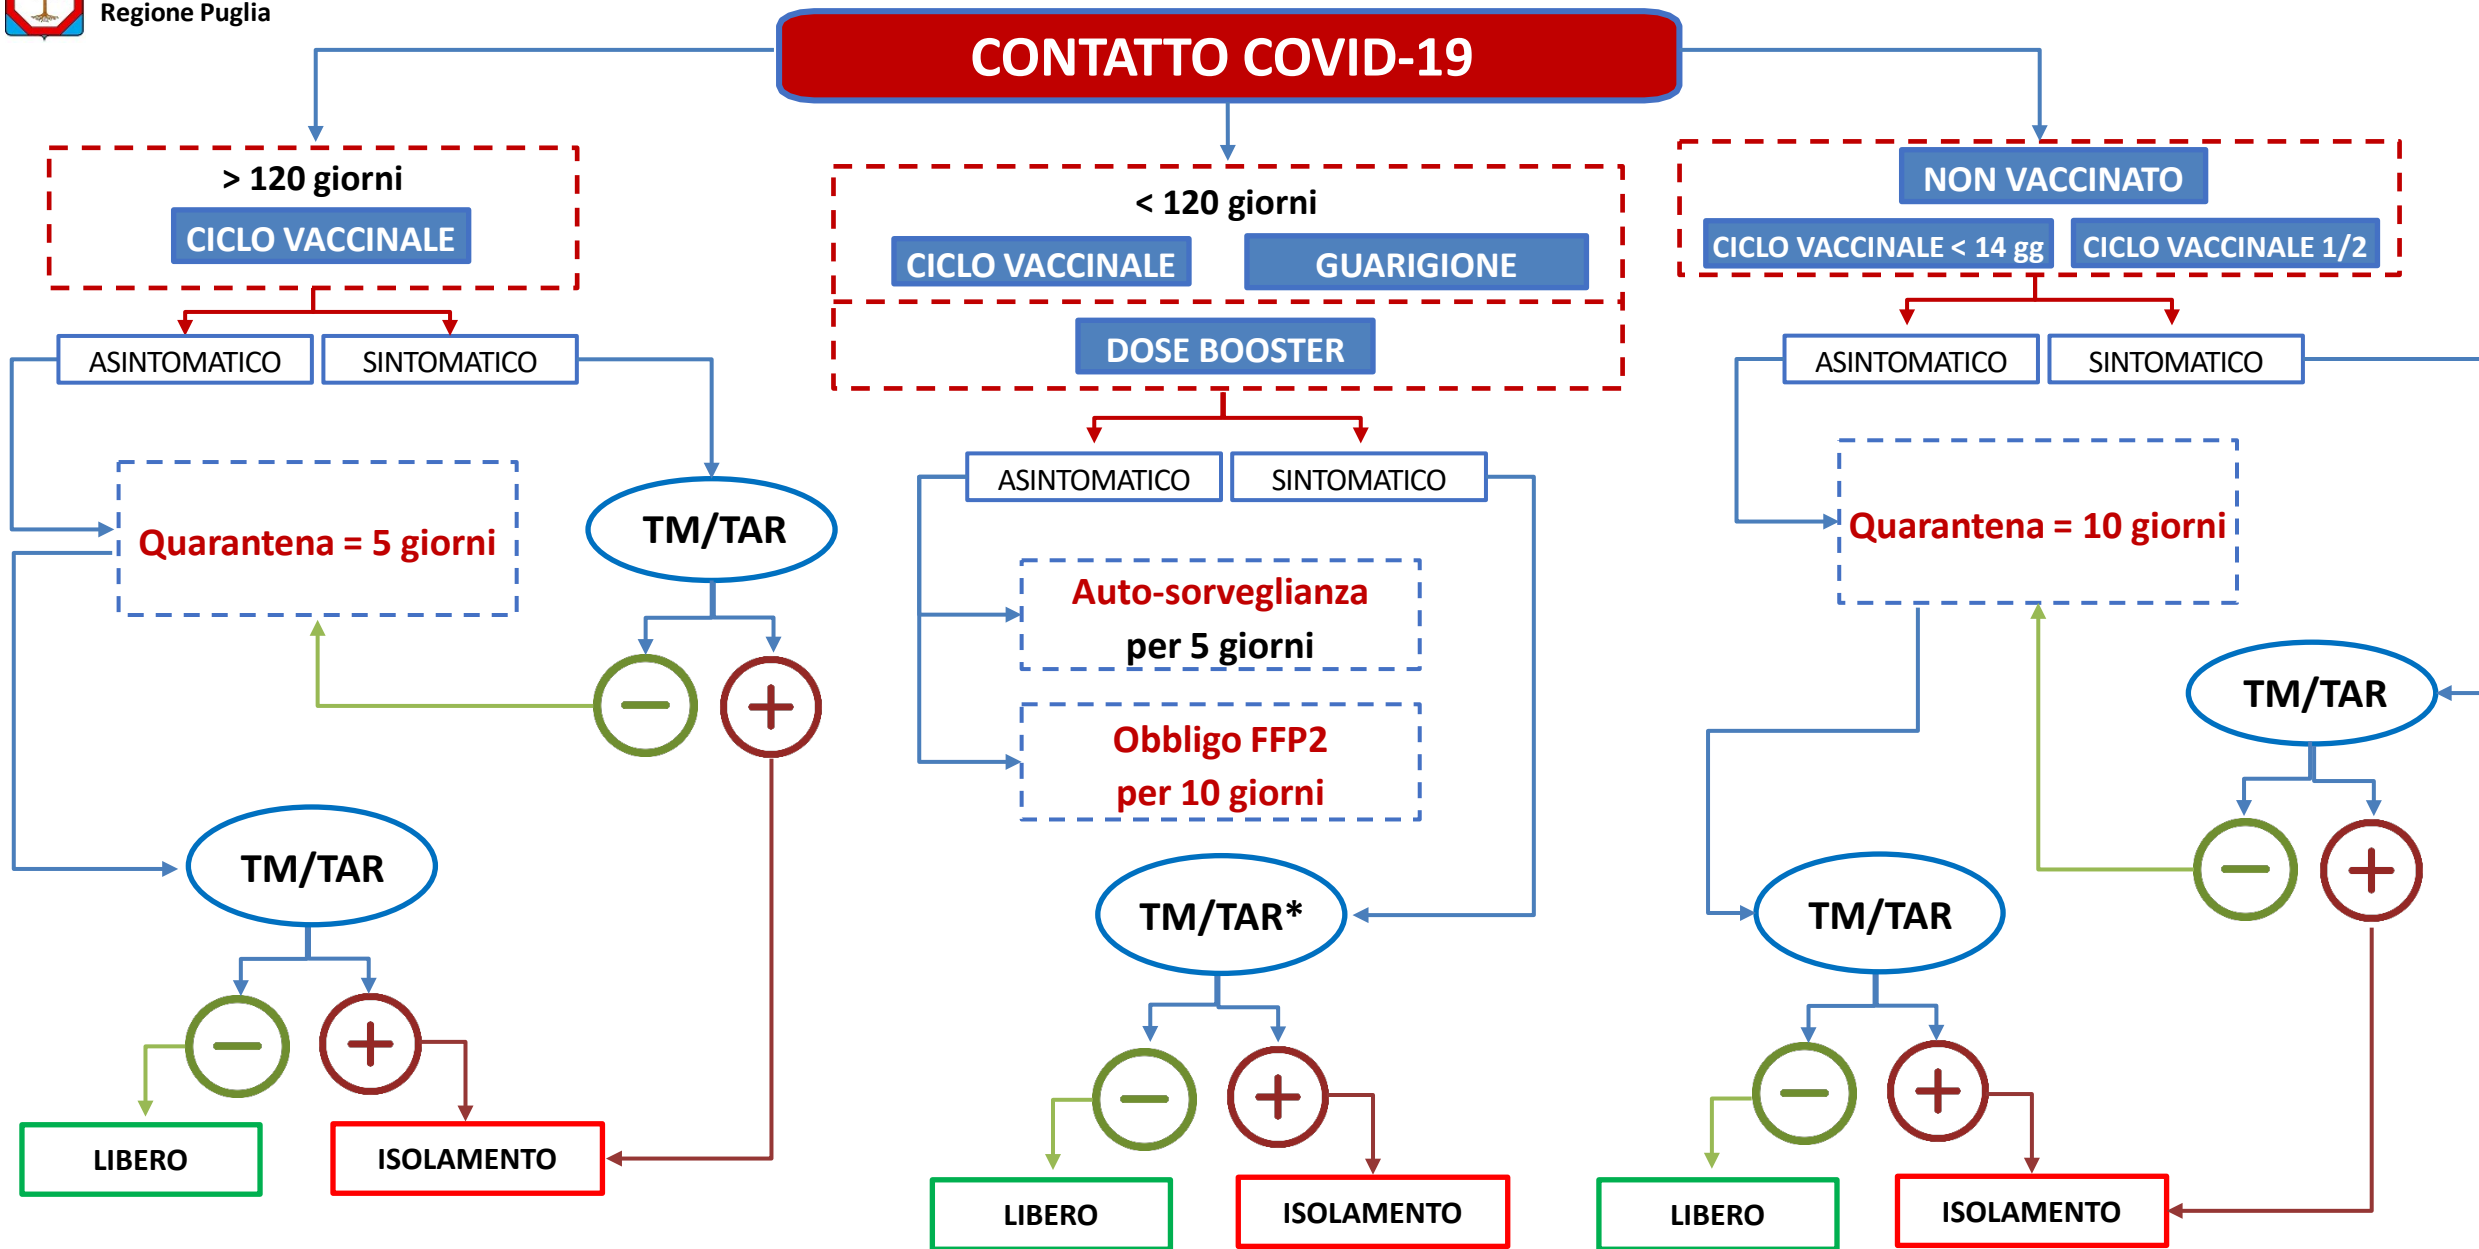 Regione Puglia
CONTATTO COVID-19
> 120 giorni
CICLO VACCINALE
ASINTOMATICO
SINTOMATICO
Quarantena = 5 giorni
TM/TAR
TM/TAR
LIBERO
ISOLAMENTO
< 120 giorni
CICLO VACCINALE
GUARIGIONE
DOSE BOOSTER
ASINTOMATICO
SINTOMATICO
Auto-sorveglianza
per 5 giorni
Obbligo FFP2
per 10 giorni
TM/TAR*
LIBERO
ISOLAMENTO
NON VACCINATO
CICLO VACCINALE < 14 gg
CICLO VACCINALE 1/2
ASINTOMATICO
SINTOMATICO
Quarantena = 10 giorni
TM/TAR
TM/TAR
LIBERO
ISOLAMENTO